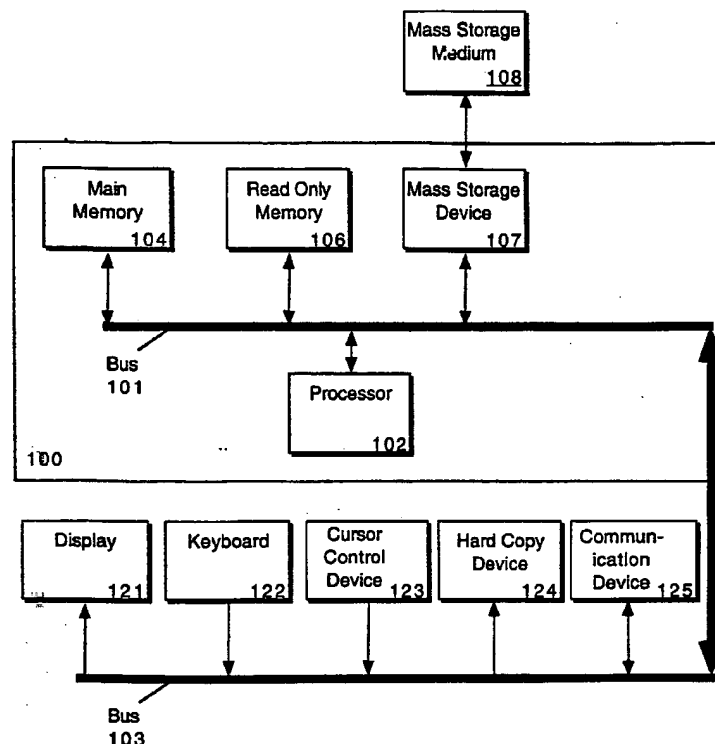 Mass Storage
Medium
108
Main
Memory
104
Read Only
Memory
106
Mass Storage
Device
107
Bus
101
Processor
102
100
Display
121
Keyboard
122
Cursor
Control
Device
123
Hard Copy
Device
124
Commun-
ication
Device
125
Bus
103